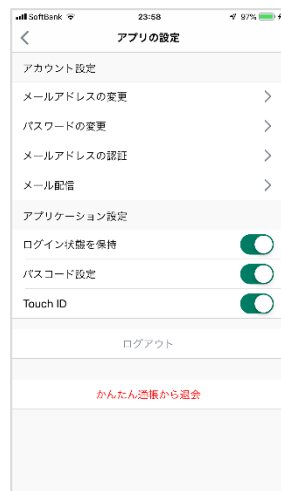 SoftBank 23:58 97%
アプリの設定
アカウント設定
メールアドレスの変更
パスワードの変更
メールアドレスの認証
メール配信
アプリケーション設定
ログイン状態を保持
パスコード設定
Touch ID
ログアウト
かんたん通帳から退会